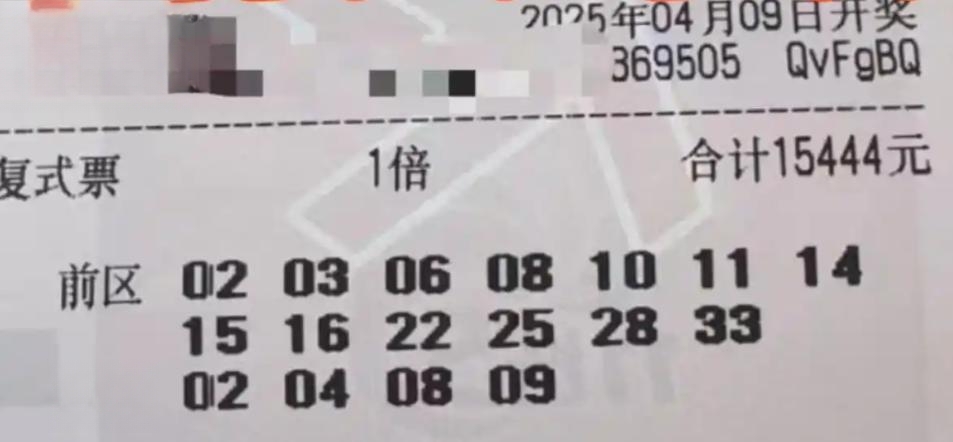 2025年04月09日开奖
369505 QvFgBQ
复式票 1倍 合计15444元
前区 02 03 06 08 10 11 14
15 16 22 25 28 33
02 04 08 09